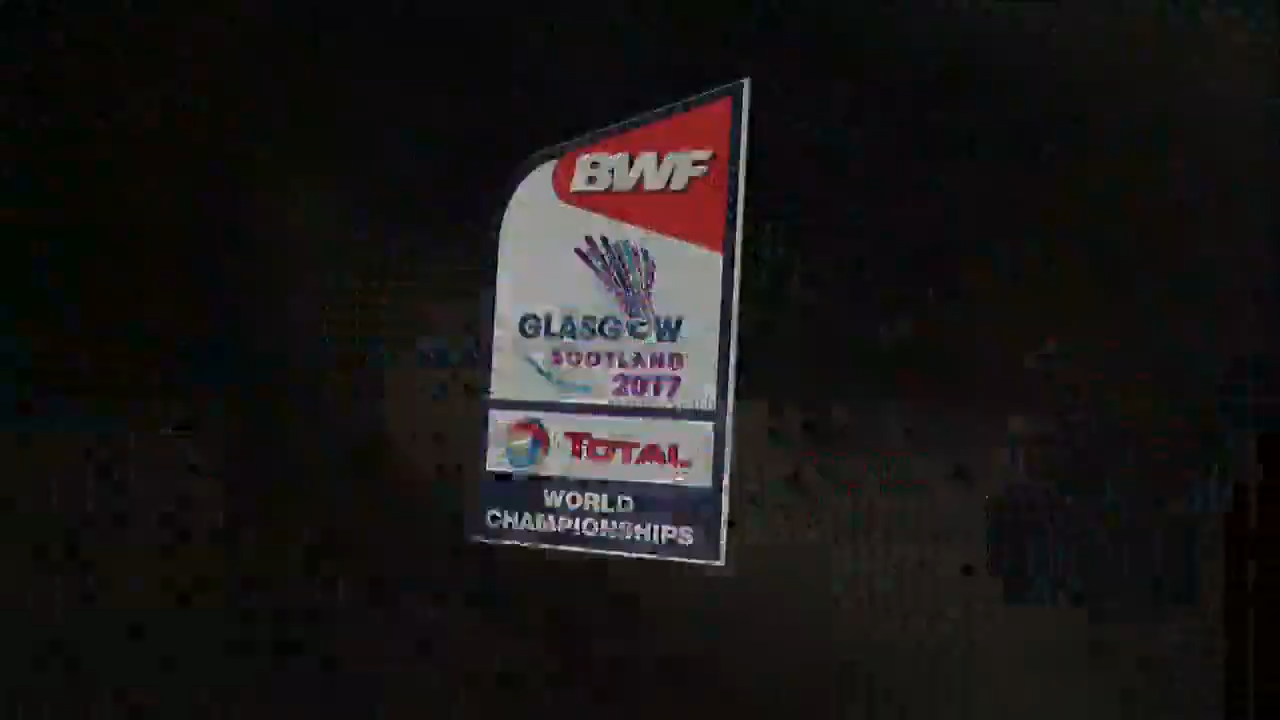 BWF
GLASGOW
SCOTLAND
2017
TOTAL
WORLD
CHAMPIONSHIPS